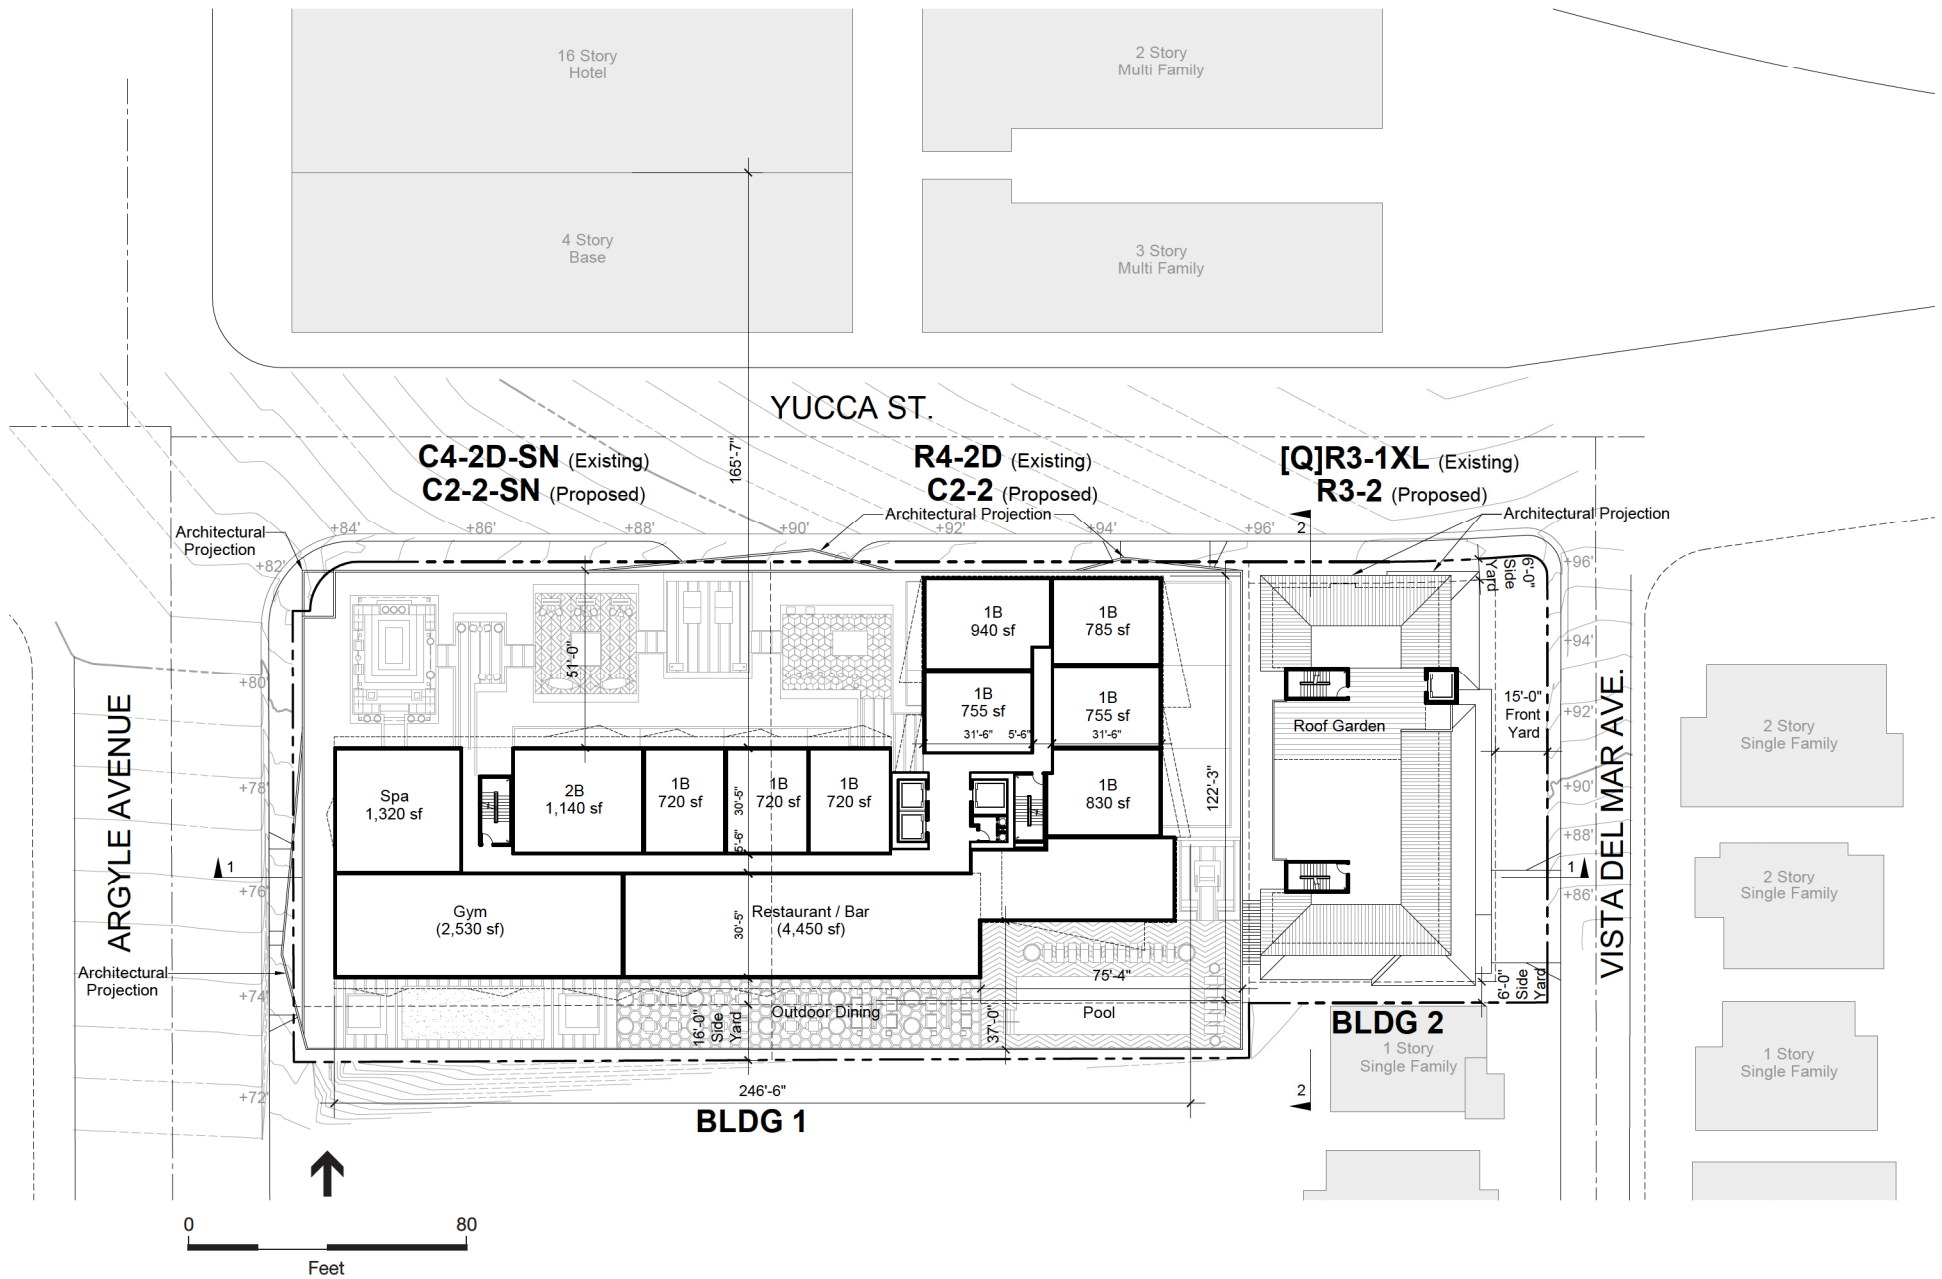 16 Story
Hotel
2 Story
Multi Family
4 Story
Base
3 Story
Multi Family
YUCCA ST.
165'-7"
C4-2D-SN (Existing)
C2-2-SN (Proposed)
R4-2D (Existing)
C2-2 (Proposed)
[Q]R3-1XL (Existing)
R3-2 (Proposed)
Architectural
Projection
Architectural Projection
Architectural Projection
2
+82'
+84'
+86'
+88'
+90'
+92'
+94'
+96'
+96'
6'-0"
Side
Yard
51'-0"
1B
940 sf
1B
785 sf
1B
755 sf
1B
755 sf
31'-6"
5'-6"
31'-6"
+94'
+92'
+90'
+88'
+86'
+80'
+78'
+76'
+74'
+72'
ARGYLE AVENUE
VISTA DEL MAR AVE.
Roof Garden
15'-0"
Front
Yard
2 Story
Single Family
Spa
1,320 sf
2B
1,140 sf
1B
720 sf
1B
720 sf
1B
720 sf
30'-5"
5'-6"
1B
830 sf
122'-3"
1
1
2 Story
Single Family
Gym
(2,530 sf)
Restaurant / Bar
(4,450 sf)
30'-5"
Architectural
Projection
75'-4"
6'-0"
Side
Yard
16'-0"
Side
Yard
Outdoor Dining
37'-0"
Pool
BLDG 2
1 Story
Single Family
1 Story
Single Family
246'-6"
2
BLDG 1
0
80
Feet